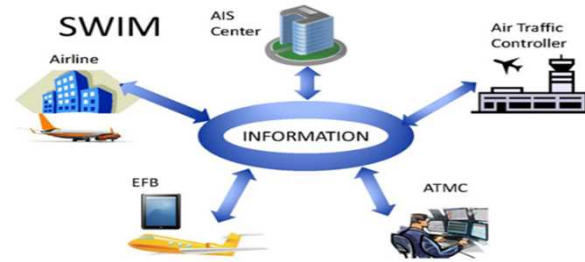 SWIM
AIS
Center
Air Traffic
Controller
Airline
INFORMATION
EFB
ATMC